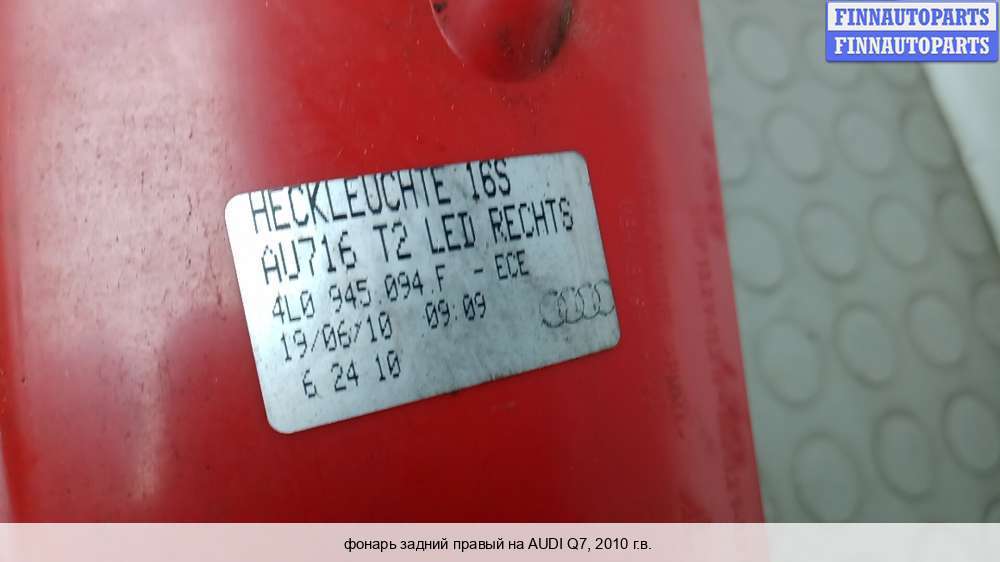 FINNAUTOPARTS
FINNAUTOPARTS
HECKLEUCHTE 16S
AU716 T2 LED RECHTS
4L0 945.094.F - ECE
19/06/10 09:09
6 24 10
фонарь задний правый на AUDI Q7, 2010 г.в.